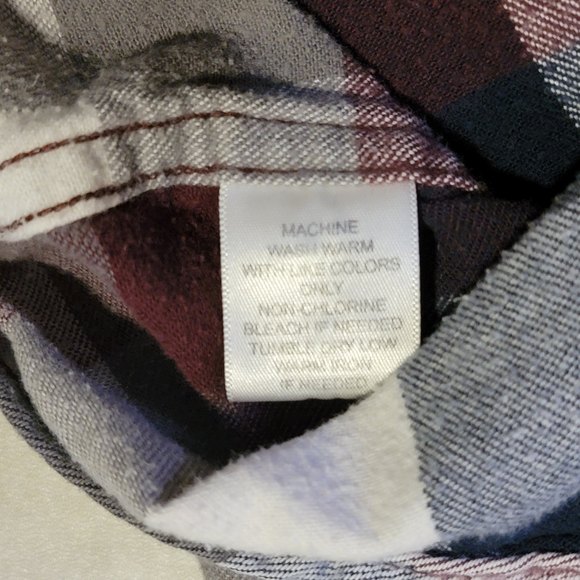 MACHINE
WASH WARM
WITH LIKE COLORS
ONLY
NON-CHLORINE
BLEACH IF NEEDED
TUMBLE DRY LOW
WARM IRON
IF NEEDED